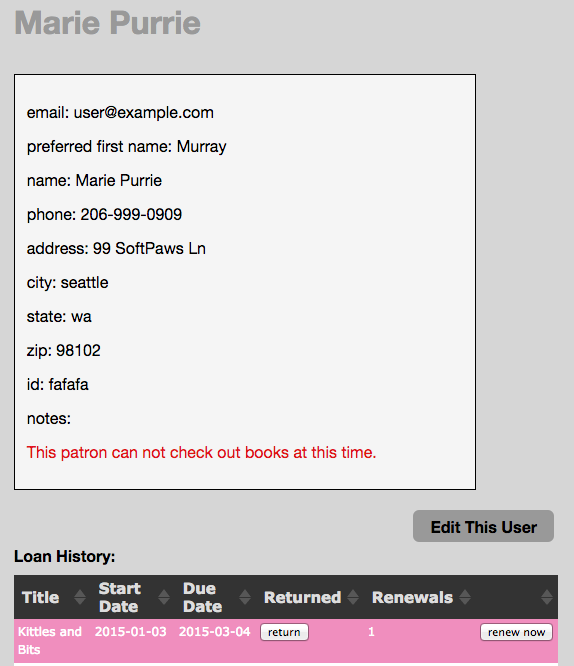 Marie Purrie
email: user@example.com
preferred first name: Murray
name: Marie Purrie
phone: 206-999-0909
address: 99 SoftPaws Ln
city: seattle
state: wa
zip: 98102
id: fafafa
notes:
This patron can not check out books at this time.
Edit This User
Loan History:
Title Start Date Due Date Returned Renewals
Kittles and Bits 2015-01-03 2015-03-04 return 1 renew now